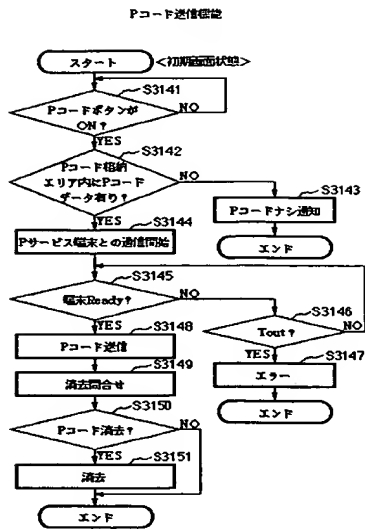 Pコード送信機能
スタート
<初期画面状態>
S3141
Pコードボタンが
ON?
NO
YES
S3142
Pコード格納
エリア内にPコード
データ有り?
NO
YES
S3143
Pコードナシ通知
エンド
S3144
Pサービス端末との通信開始
S3145
端末Ready?
NO
YES
S3146
Tout?
NO
YES
S3147
エラー
エンド
S3148
Pコード送信
S3149
消去問合せ
S3150
Pコード消去?
NO
YES
S3151
消去
エンド